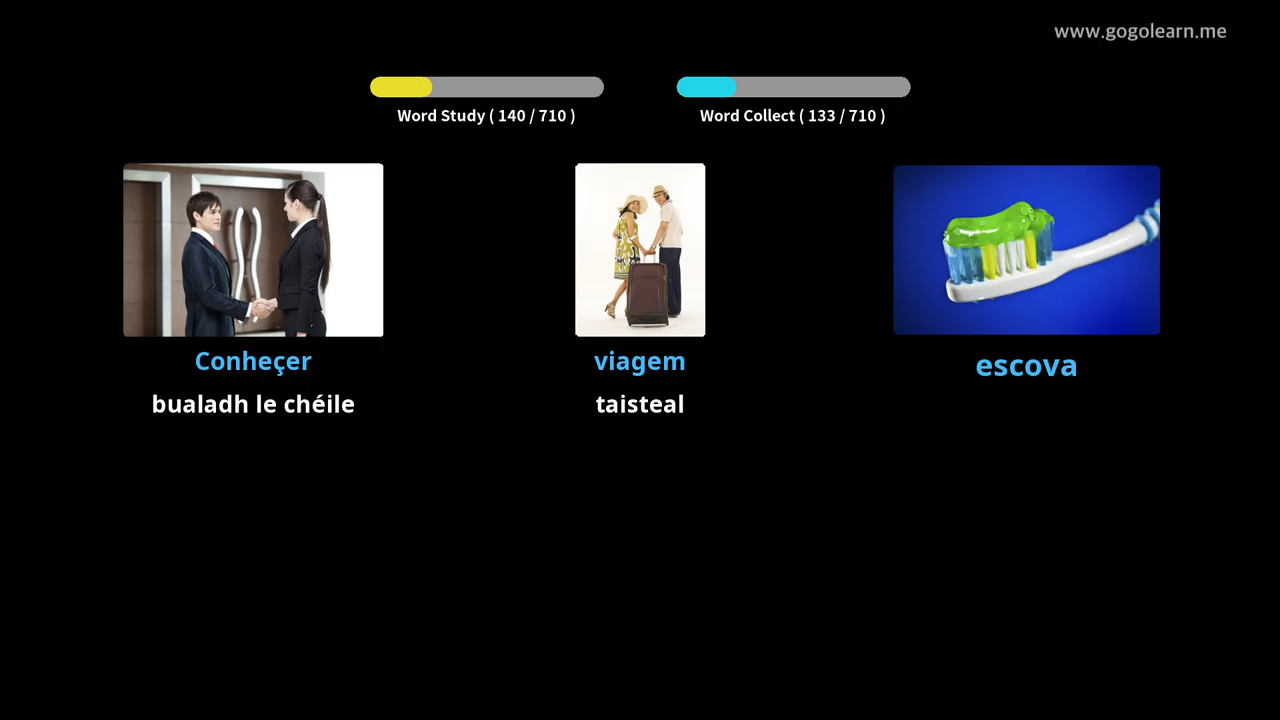 www.gogolearn.me
Word Study ( 140 / 710 )
Word Collect ( 133 / 710 )
Conheçer
viagem
escova
bualadh le chéile
taisteal